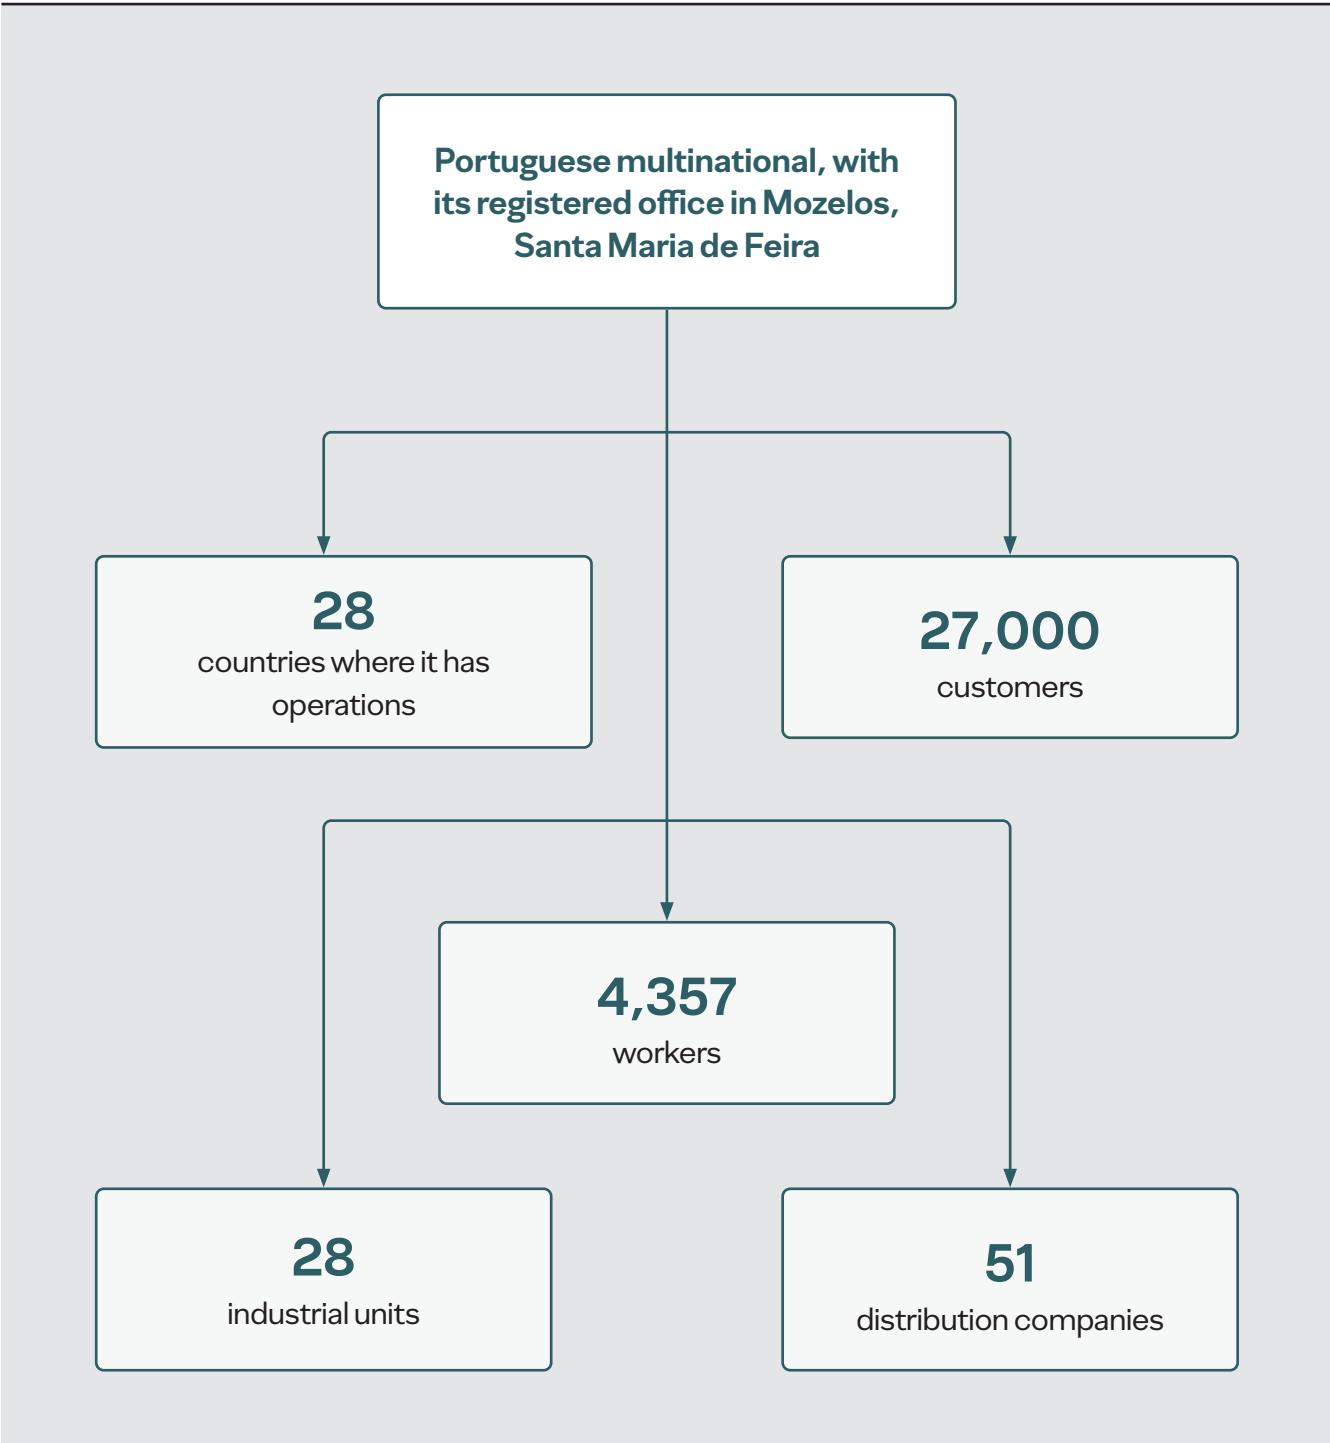 Portuguese multinational, with
its registered office in Mozelos,
Santa Maria de Feira
28
countries where it has
operations
27,000
customers
4,357
workers
28
industrial units
51
distribution companies